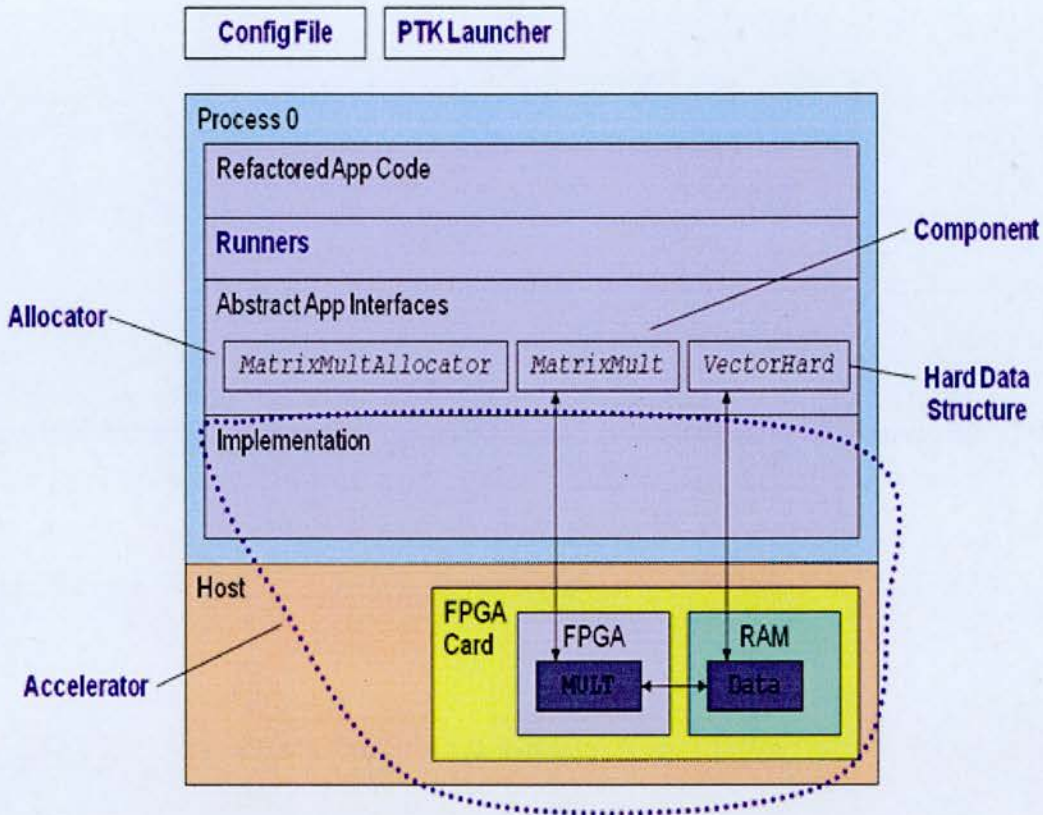 Config File
PTK Launcher
Process 0
Refactored App Code
Runners
Component
Abstract App Interfaces
Allocator
MatrixMultAllocator
MatrixMult
VectorHard
Hard Data
Structure
Implementation
Host
FPGA
Card
FPGA
RAM
MULT
Data
Accelerator